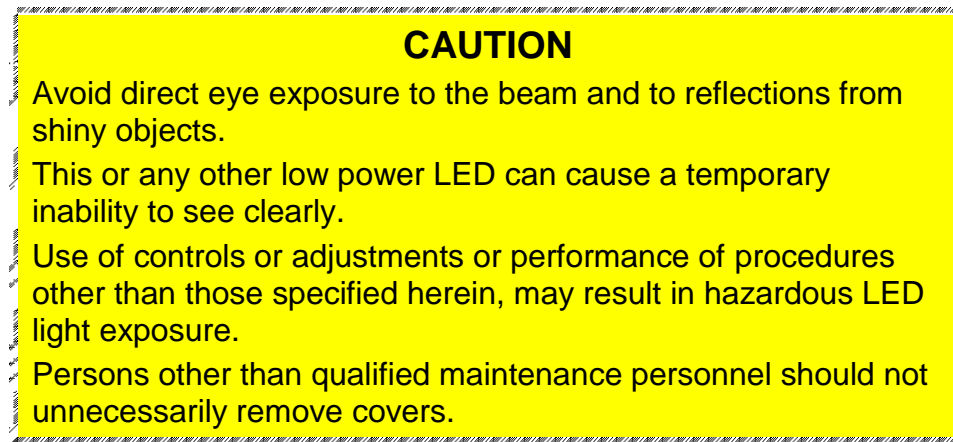 CAUTION
Avoid direct eye exposure to the beam and to reflections from
shiny objects.
This or any other low power LED can cause a temporary
inability to see clearly.
Use of controls or adjustments or performance of procedures
other than those specified herein, may result in hazardous LED
light exposure.
Persons other than qualified maintenance personnel should not
unnecessarily remove covers.